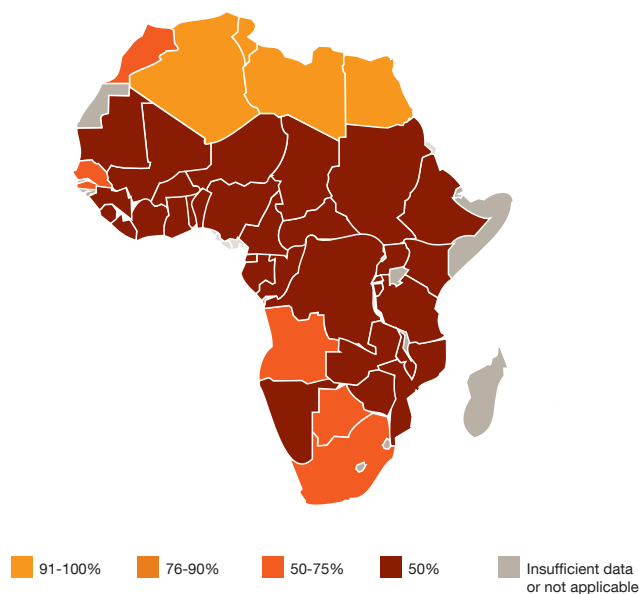 91-100%
76-90%
50-75%
50%
Insufficient data
or not applicable